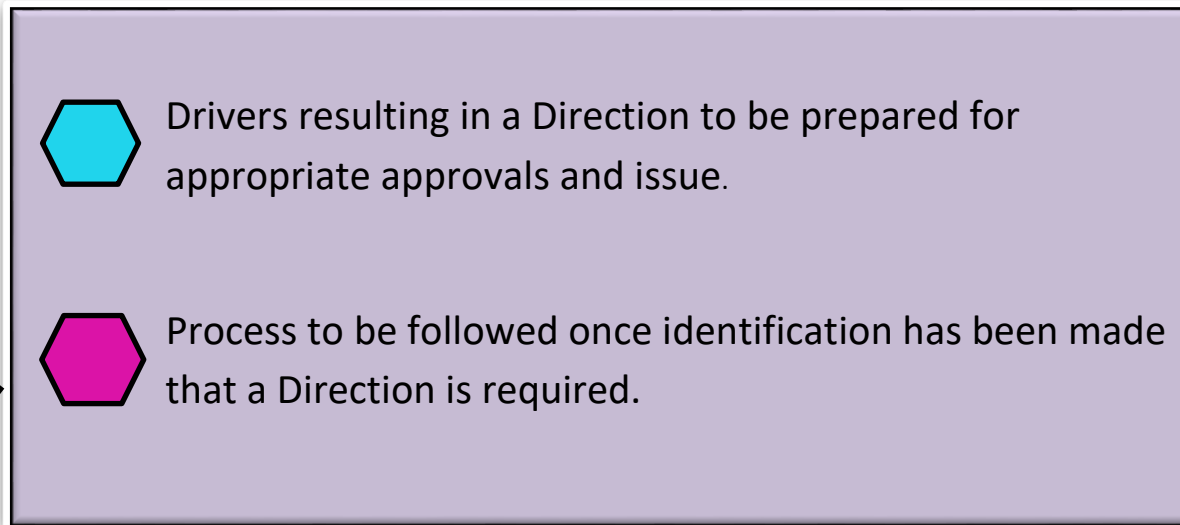 Drivers resulting in a Direction to be prepared for
appropriate approvals and issue.
Process to be followed once identification has been made
that a Direction is required.